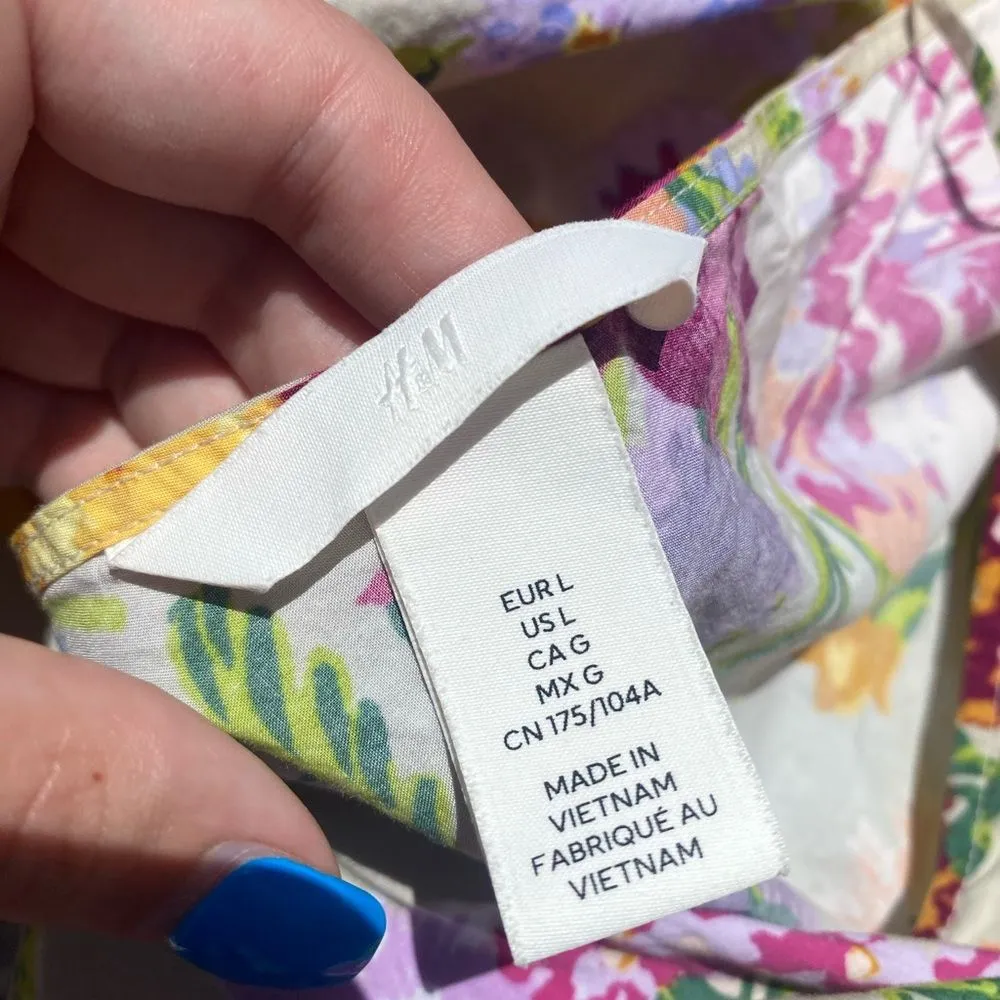 H&M
EUR L
US L
CA G
MX G
CN 175/104A
MADE IN
VIETNAM
FABRIQUÉ AU
VIETNAM